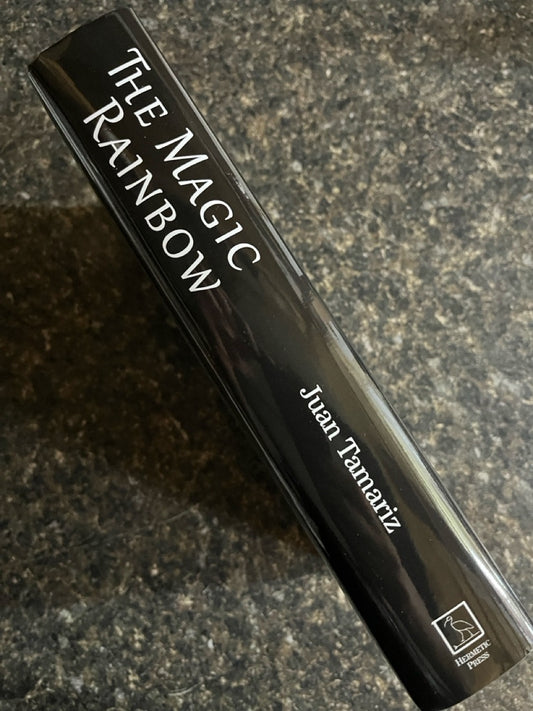 THE MAGIC
RAINBOW
Juan Tamariz
HERMETIC
PRESS